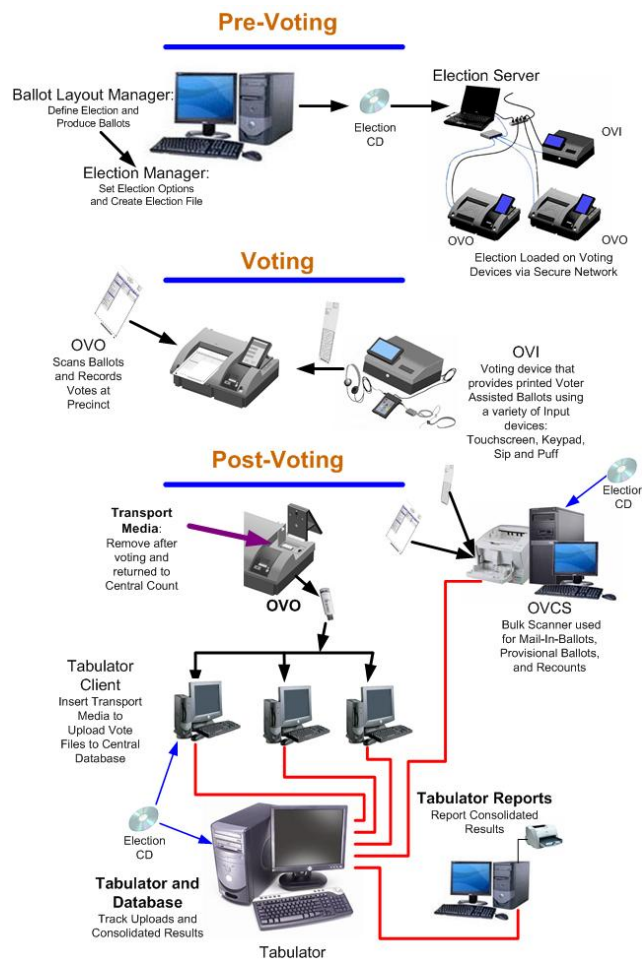 Pre-Voting
Ballot Layout Manager:
Define Election and
Produce Ballots
Election Manager:
Set Election Options
and Create Election File
Election
CD
Election Server
OVI
OVO
OVO
Election Loaded on Voting
Devices via Secure Network
Voting
OVO
Scans Ballots
and Records
Votes at
Precinct
OVI
Voting device that
provides printed Voter
Assisted Ballots using
a variety of Input
devices:
Touchscreen, Keypad,
Sip and Puff
Post-Voting
Transport
Media:
Remove after
voting and
returned to
Central Count
OVO
Election
CD
OVCS
Bulk Scanner used
for Mail-In-Ballots,
Provisional Ballots,
and Recounts
Tabulator
Client
Insert Transport
Media to
Upload Vote
Files to Central
Database
Election
CD
Tabulator and
Database
Track Uploads and
Consolidated Results
Tabulator
Tabulator Reports
Report Consolidated
Results